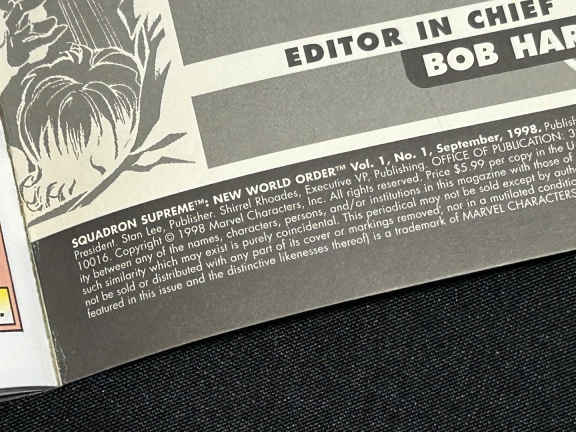 EDITOR IN CHIEF
BOB HAR
SQUADRON SUPREME™: NEW WORLD ORDER™ Vol. 1, No. 1, September, 1998. Publish
President. Stan Lee, Publisher. Shirrel Rhoades, Executive VP, Publishing. OFFICE OF PUBLICATION: 3
10016. Copyright © 1998 Marvel Characters, Inc. All rights reserved. Price $5.99 per copy in the U
ity between any of the names, characters, persons, and/or institutions in this magazine with those of
such similarity which may exist is purely coincidental. This periodical may not be sold except by auth
not be sold or distributed with any part of its cover or markings removed, nor in a mutilated conditio
featured in this issue and the distinctive likenesses thereof) is a trademark of MARVEL CHARACTERS